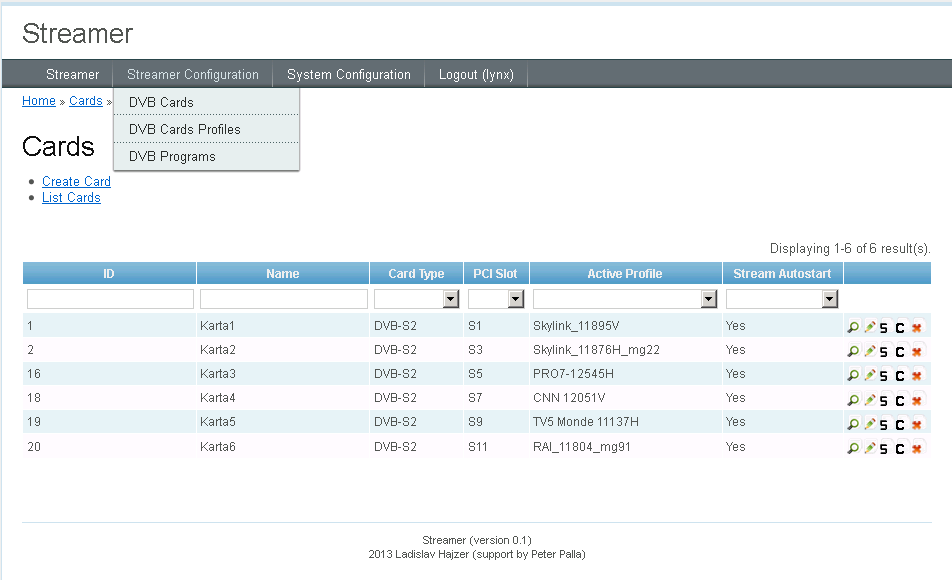 Streamer
Streamer Streamer Configuration System Configuration Logout (lynx)
Home » Cards »
DVB Cards
DVB Cards Profiles
DVB Programs
Cards
Create Card
List Cards
Displaying 1-6 of 6 result(s).
ID Name Card Type PCI Slot Active Profile Stream Autostart
1 Karta1 DVB-S2 S1 Skylink_11895V Yes S C
2 Karta2 DVB-S2 S3 Skylink_11876H_mg22 Yes S C
16 Karta3 DVB-S2 S5 PRO7-12545H Yes S C
18 Karta4 DVB-S2 S7 CNN 12051V Yes S C
19 Karta5 DVB-S2 S9 TV5 Monde 11137H Yes S C
20 Karta6 DVB-S2 S11 RAI_11804_mg91 Yes S C
Streamer (version 0.1)
2013 Ladislav Hajzer (support by Peter Palla)